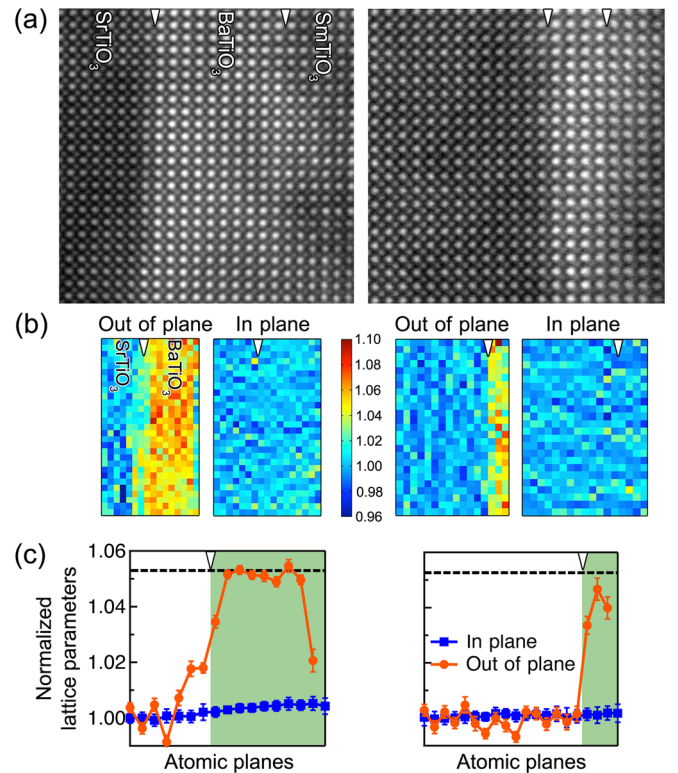 (a)
SrTiO₃
BaTiO₃
SmTiO₃
(b)
Out of plane
In plane
Out of plane
In plane
SrTiO₃
BaTiO₃
1.10
1.08
1.06
1.04
1.02
1.00
0.98
0.96
(c)
Normalized
lattice parameters
1.06
1.04
1.02
1.00
In plane
Out of plane
Atomic planes
Atomic planes